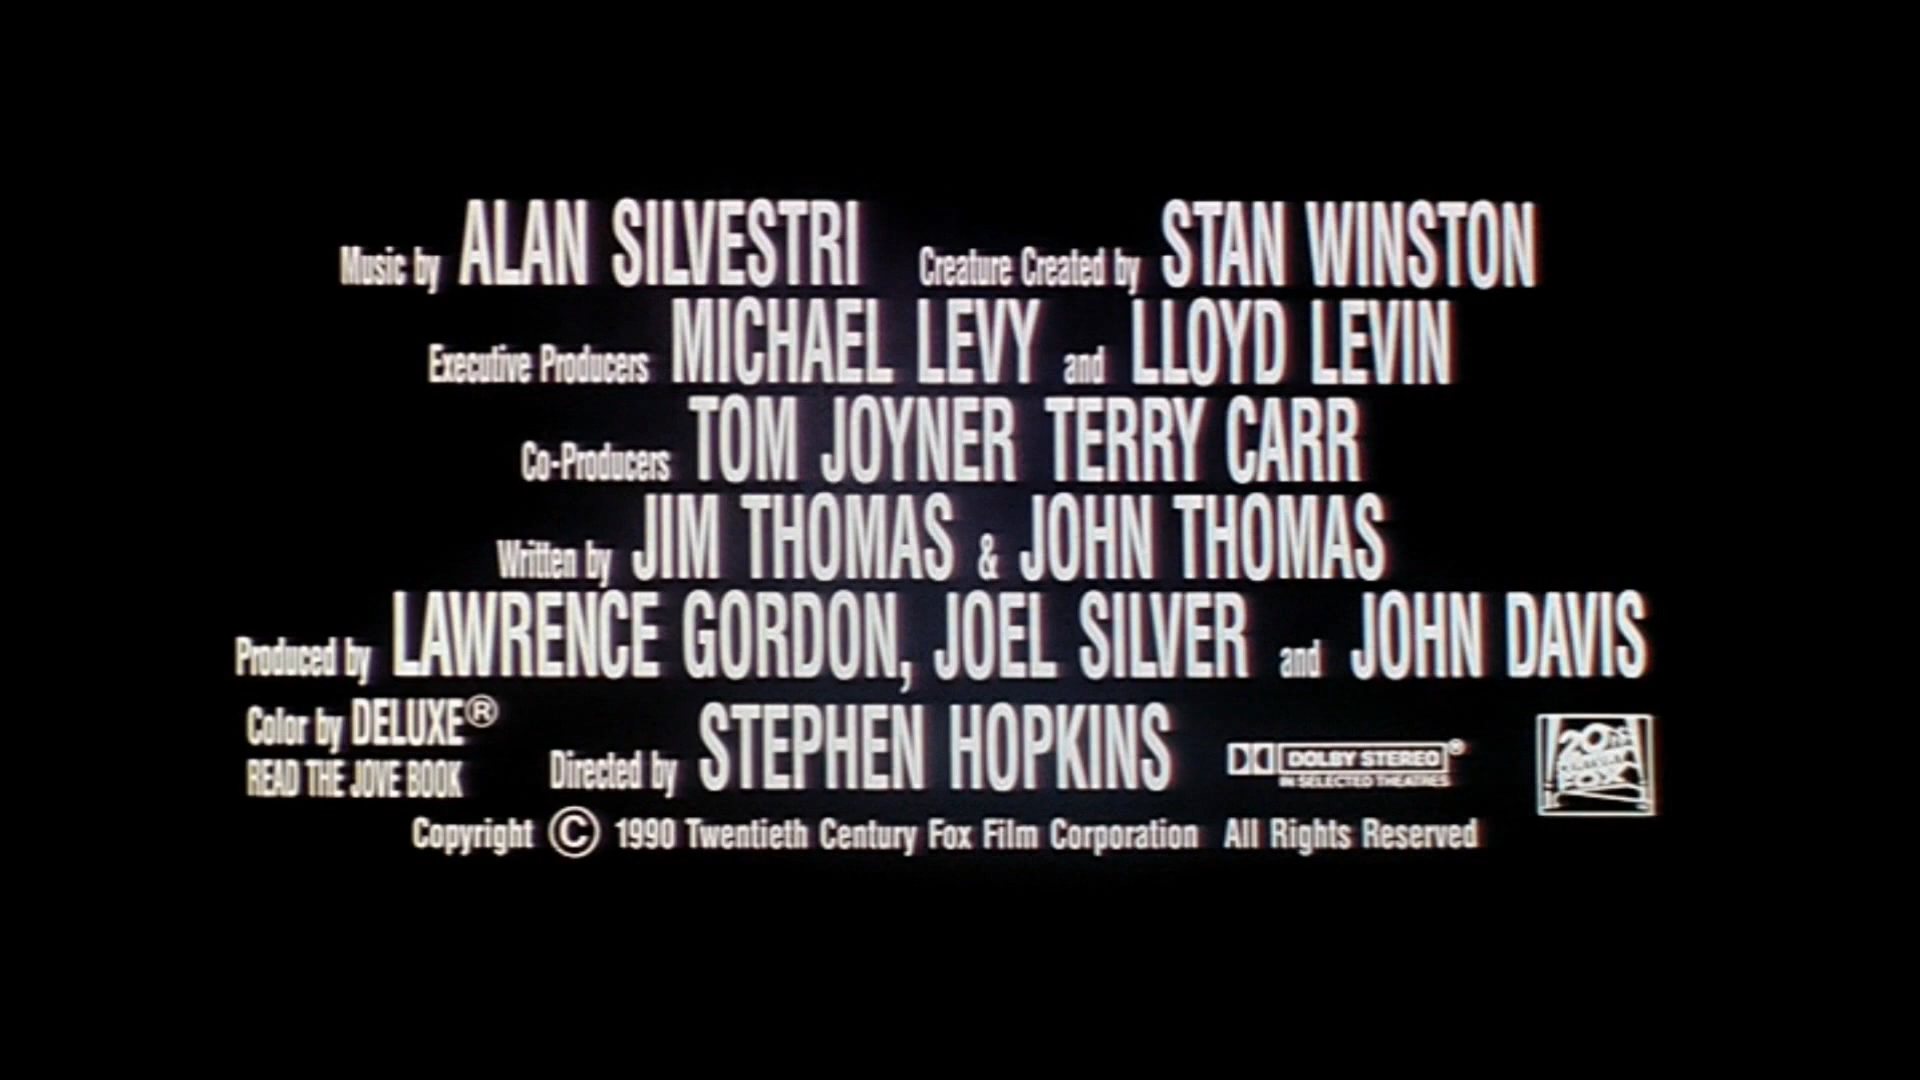 Music by ALAN SILVESTRI Creature Created by STAN WINSTON
Executive Producers MICHAEL LEVY and LLOYD LEVIN
Co-Producers TOM JOYNER TERRY CARR
Written by JIM THOMAS & JOHN THOMAS
Produced by LAWRENCE GORDON, JOEL SILVER and JOHN DAVIS
Color by DELUXE®
READ THE JOVE BOOK
Directed by STEPHEN HOPKINS
DOLBY STEREO®
IN SELECTED THEATRES
20th
CENTURY
FOX
Copyright © 1990 Twentieth Century Fox Film Corporation All Rights Reserved